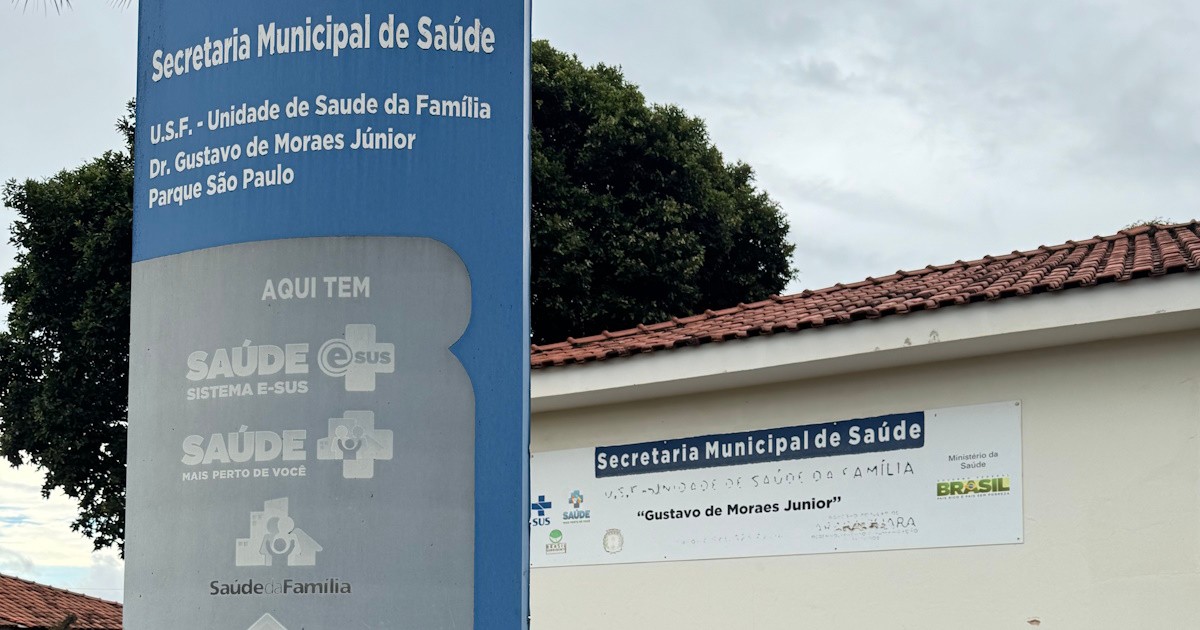 Secretaria Municipal de Saúde
U.S.F. - Unidade de Saude da Família
Dr. Gustavo de Moraes Júnior
Parque São Paulo
AQUI TEM
SAÚDE
SISTEMA E-SUS
eSUS
SAÚDE
MAIS PERTO DE VOCÊ
SaúdedaFamília
Secretaria Municipal de Saúde
U.S.F - UNIDADE DE SAÚDE DA FAMÍLIA
"Gustavo de Moraes Junior"
SUS
SAÚDE
Ministério da
Saúde
BRASIL
ARARAQUARA